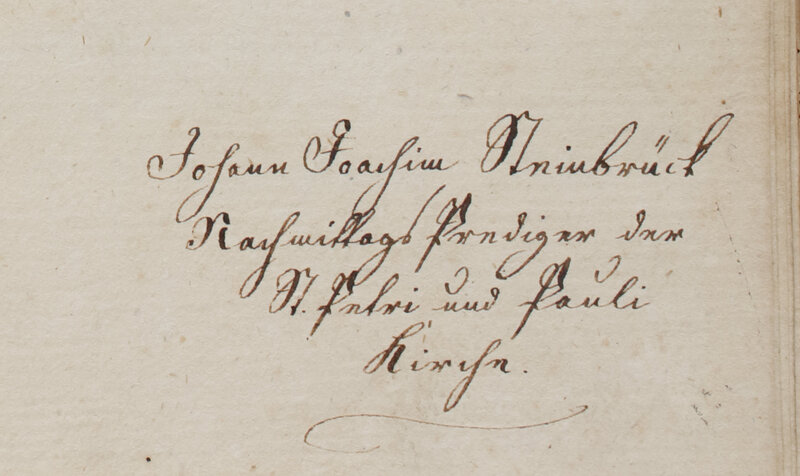 Johann Joachim Steinbrück
Nachmittags Prediger der
St. Petri und Pauli
Kirche.